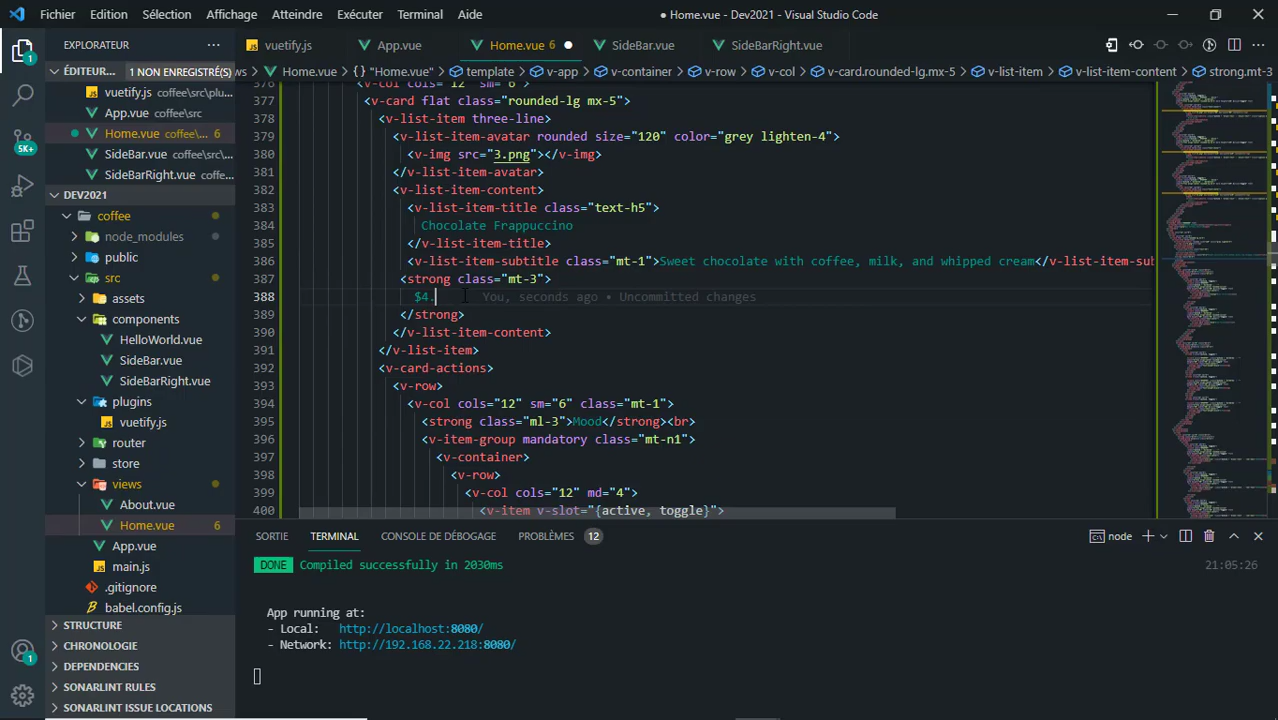 Fichier Edition Sélection Affichage Atteindre Exécuter Terminal Aide ● Home.vue - Dev2021 - Visual Studio Code
EXPLORATEUR ···
vuetify.js App.vue Home.vue 6 ● SideBar.vue SideBarRight.vue
ÉDITEUR... 1 NON ENREGISTRÉ(S)
vuetify.js coffee\src\plu...
App.vue coffee\src
Home.vue coffee\... 6
SideBar.vue coffee\src\...
SideBarRight.vue coffe...
DEV2021
coffee
node_modules
public
src
assets
components
HelloWorld.vue
SideBar.vue
SideBarRight.vue
plugins
vuetify.js
router
store
views
About.vue
Home.vue 6
App.vue
main.js
.gitignore
babel.config.js
STRUCTURE
CHRONOLOGIE
DEPENDENCIES
SONARLINT RULES
SONARLINT ISSUE LOCATIONS
1
5K+
1
ws > Home.vue > {} "Home.vue" > template > v-app > v-container > v-row > v-col > v-card.rounded-lg.mx-5 > v-list-item > v-list-item-content > strong.mt-3
376 <v-col cols="12" sm="6">
377 <v-card flat class="rounded-lg mx-5">
378 <v-list-item three-line>
379 <v-list-item-avatar rounded size="120" color="grey lighten-4">
380 <v-img src="3.png"></v-img>
381 </v-list-item-avatar>
382 <v-list-item-content>
383 <v-list-item-title class="text-h5">
384 Chocolate Frappuccino
385 </v-list-item-title>
386 <v-list-item-subtitle class="mt-1">Sweet chocolate with coffee, milk, and whipped cream</v-list-item-sub
387 <strong class="mt-3">
388 $4. You, seconds ago • Uncommitted changes
389 </strong>
390 </v-list-item-content>
391 </v-list-item>
392 <v-card-actions>
393 <v-row>
394 <v-col cols="12" sm="6" class="mt-1">
395 <strong class="ml-3">Mood</strong><br>
396 <v-item-group mandatory class="mt-n1">
397 <v-container>
398 <v-row>
399 <v-col cols="12" md="4">
400 <v-item v-slot="{active, toggle}">
SORTIE TERMINAL CONSOLE DE DÉBOGAGE PROBLÈMES 12 node
DONE Compiled successfully in 2030ms 21:05:26
App running at:
- Local: http://localhost:8080/
- Network: http://192.168.22.218:8080/